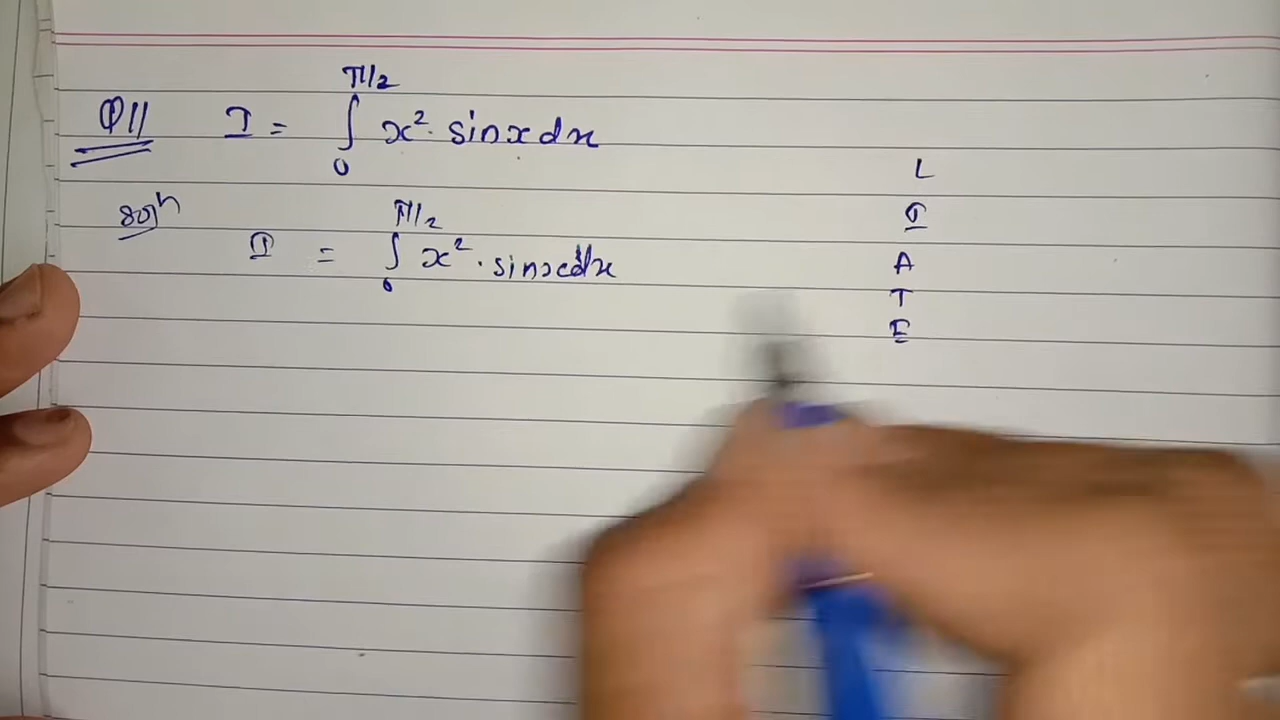 Q11 I = ∫₀^π/2 x² · sinx dx
Solⁿ
I = ∫₀^π/2 x² · sinx dx
L
I
A
T
E